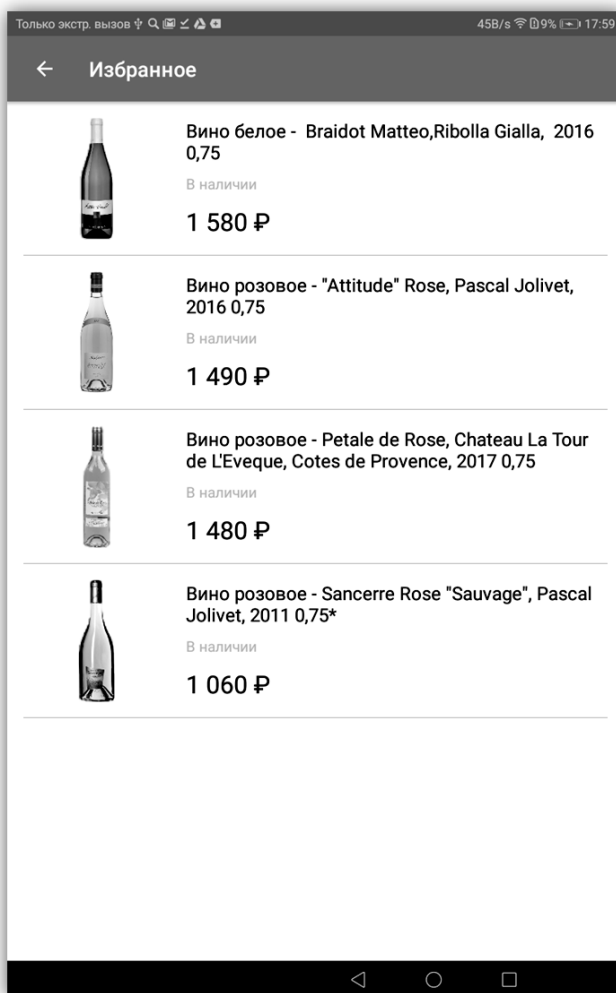 Только экстр. вызов 45B/s 9% 17:59
Избранное
Вино белое - Braidot Matteo,Ribolla Gialla, 2016
0,75
В наличии
1 580 ₽
Вино розовое - "Attitude" Rose, Pascal Jolivet,
2016 0,75
В наличии
1 490 ₽
Вино розовое - Petale de Rose, Chateau La Tour
de L'Eveque, Cotes de Provence, 2017 0,75
В наличии
1 480 ₽
Вино розовое - Sancerre Rose "Sauvage", Pascal
Jolivet, 2011 0,75*
В наличии
1 060 ₽